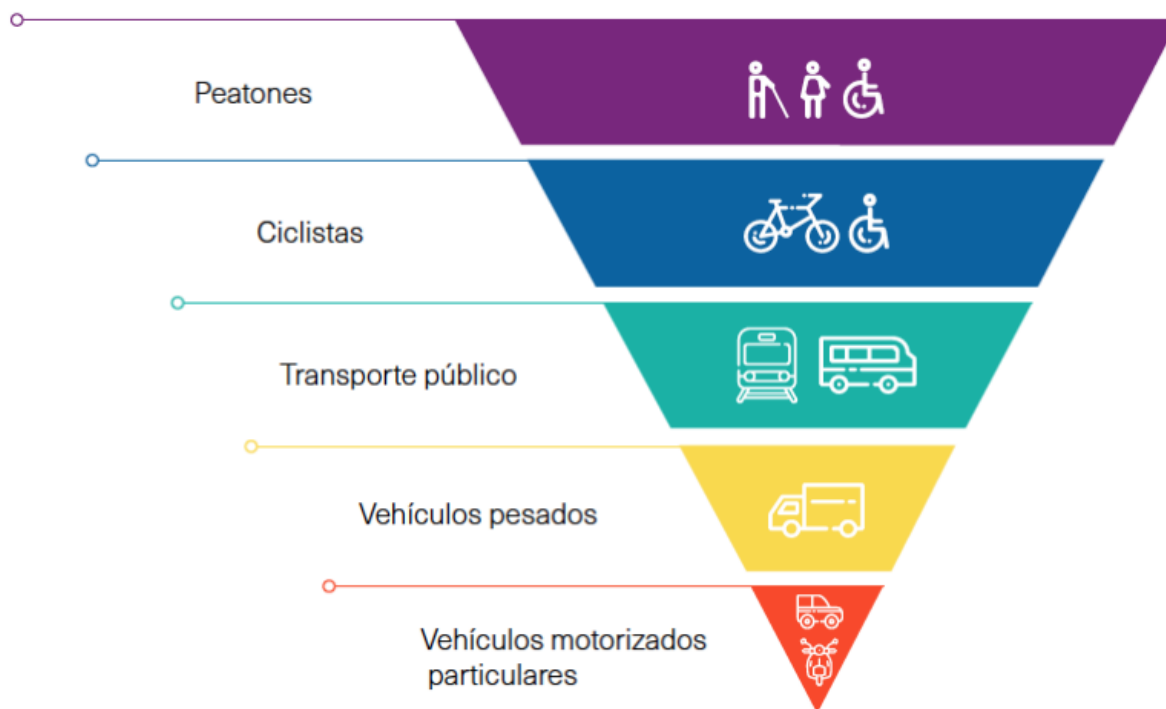 Peatones
Ciclistas
Transporte público
Vehículos pesados
Vehículos motorizados
particulares